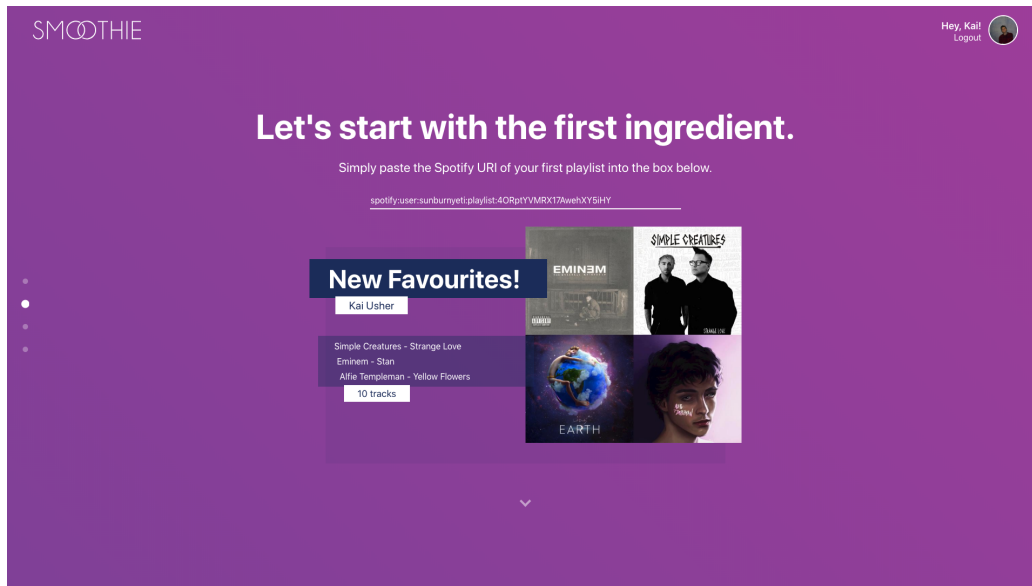 SMOOTHIE
Hey, Kai!
Logout
Let's start with the first ingredient.
Simply paste the Spotify URI of your first playlist into the box below.
spotify:user:sunburnyeti:playlist:4ORptYVMRX17AwehXY5iHY
New Favourites!
Kai Usher
Simple Creatures - Strange Love
Eminem - Stan
Alfie Templeman - Yellow Flowers
10 tracks
EMINEM
SIMPLE CREATURES
STRANGE LOVE
EARTH